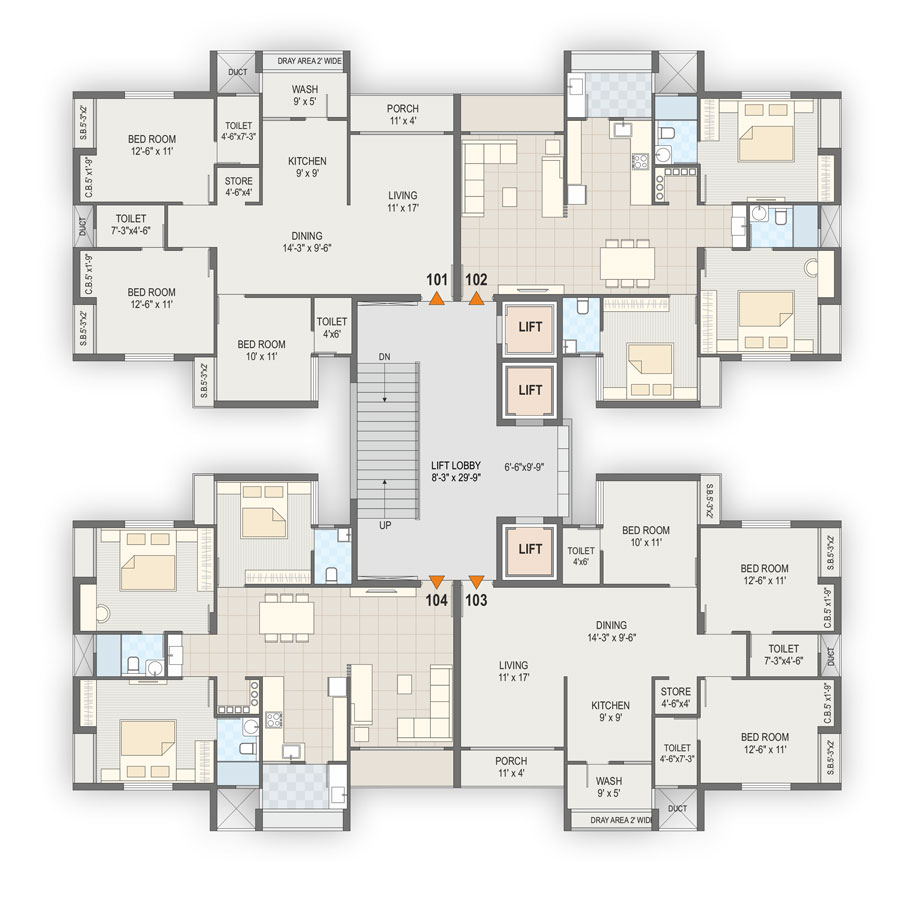 DUCT
DRAY AREA 2' WIDE
WASH
9' x 5'
PORCH
11' x 4'
S.B.5'-3"x2'
BED ROOM
12'-6" x 11'
TOILET
4'-6"x7'-3"
KITCHEN
9' x 9'
C.B.5' x1'-9"
STORE
4'-6"x4'
LIVING
11' x 17'
DUCT
TOILET
7'-3"x4'-6"
DINING
14'-3" x 9'-6"
C.B.5' x1'-9"
BED ROOM
12'-6" x 11'
S.B.5'-3"x2'
101
102
TOILET
4'x6'
BED ROOM
10' x 11'
S.B.5'-3"x2'
LIFT
LIFT
DN
LIFT LOBBY
8'-3" x 29'-9"
6'-6"x9'-9"
UP
LIFT
104
103
S.B.5'-3"x2'
BED ROOM
10' x 11'
TOILET
4'x6'
S.B.5'-3"x2'
BED ROOM
12'-6" x 11'
C.B.5' x1'-9"
DINING
14'-3" x 9'-6"
TOILET
7'-3"x4'-6"
DUCT
LIVING
11' x 17'
STORE
4'-6"x4'
C.B.5' x1'-9"
KITCHEN
9' x 9'
TOILET
4'-6"x7'-3"
BED ROOM
12'-6" x 11'
S.B.5'-3"x2'
PORCH
11' x 4'
WASH
9' x 5'
DUCT
DRAY AREA 2' WIDE